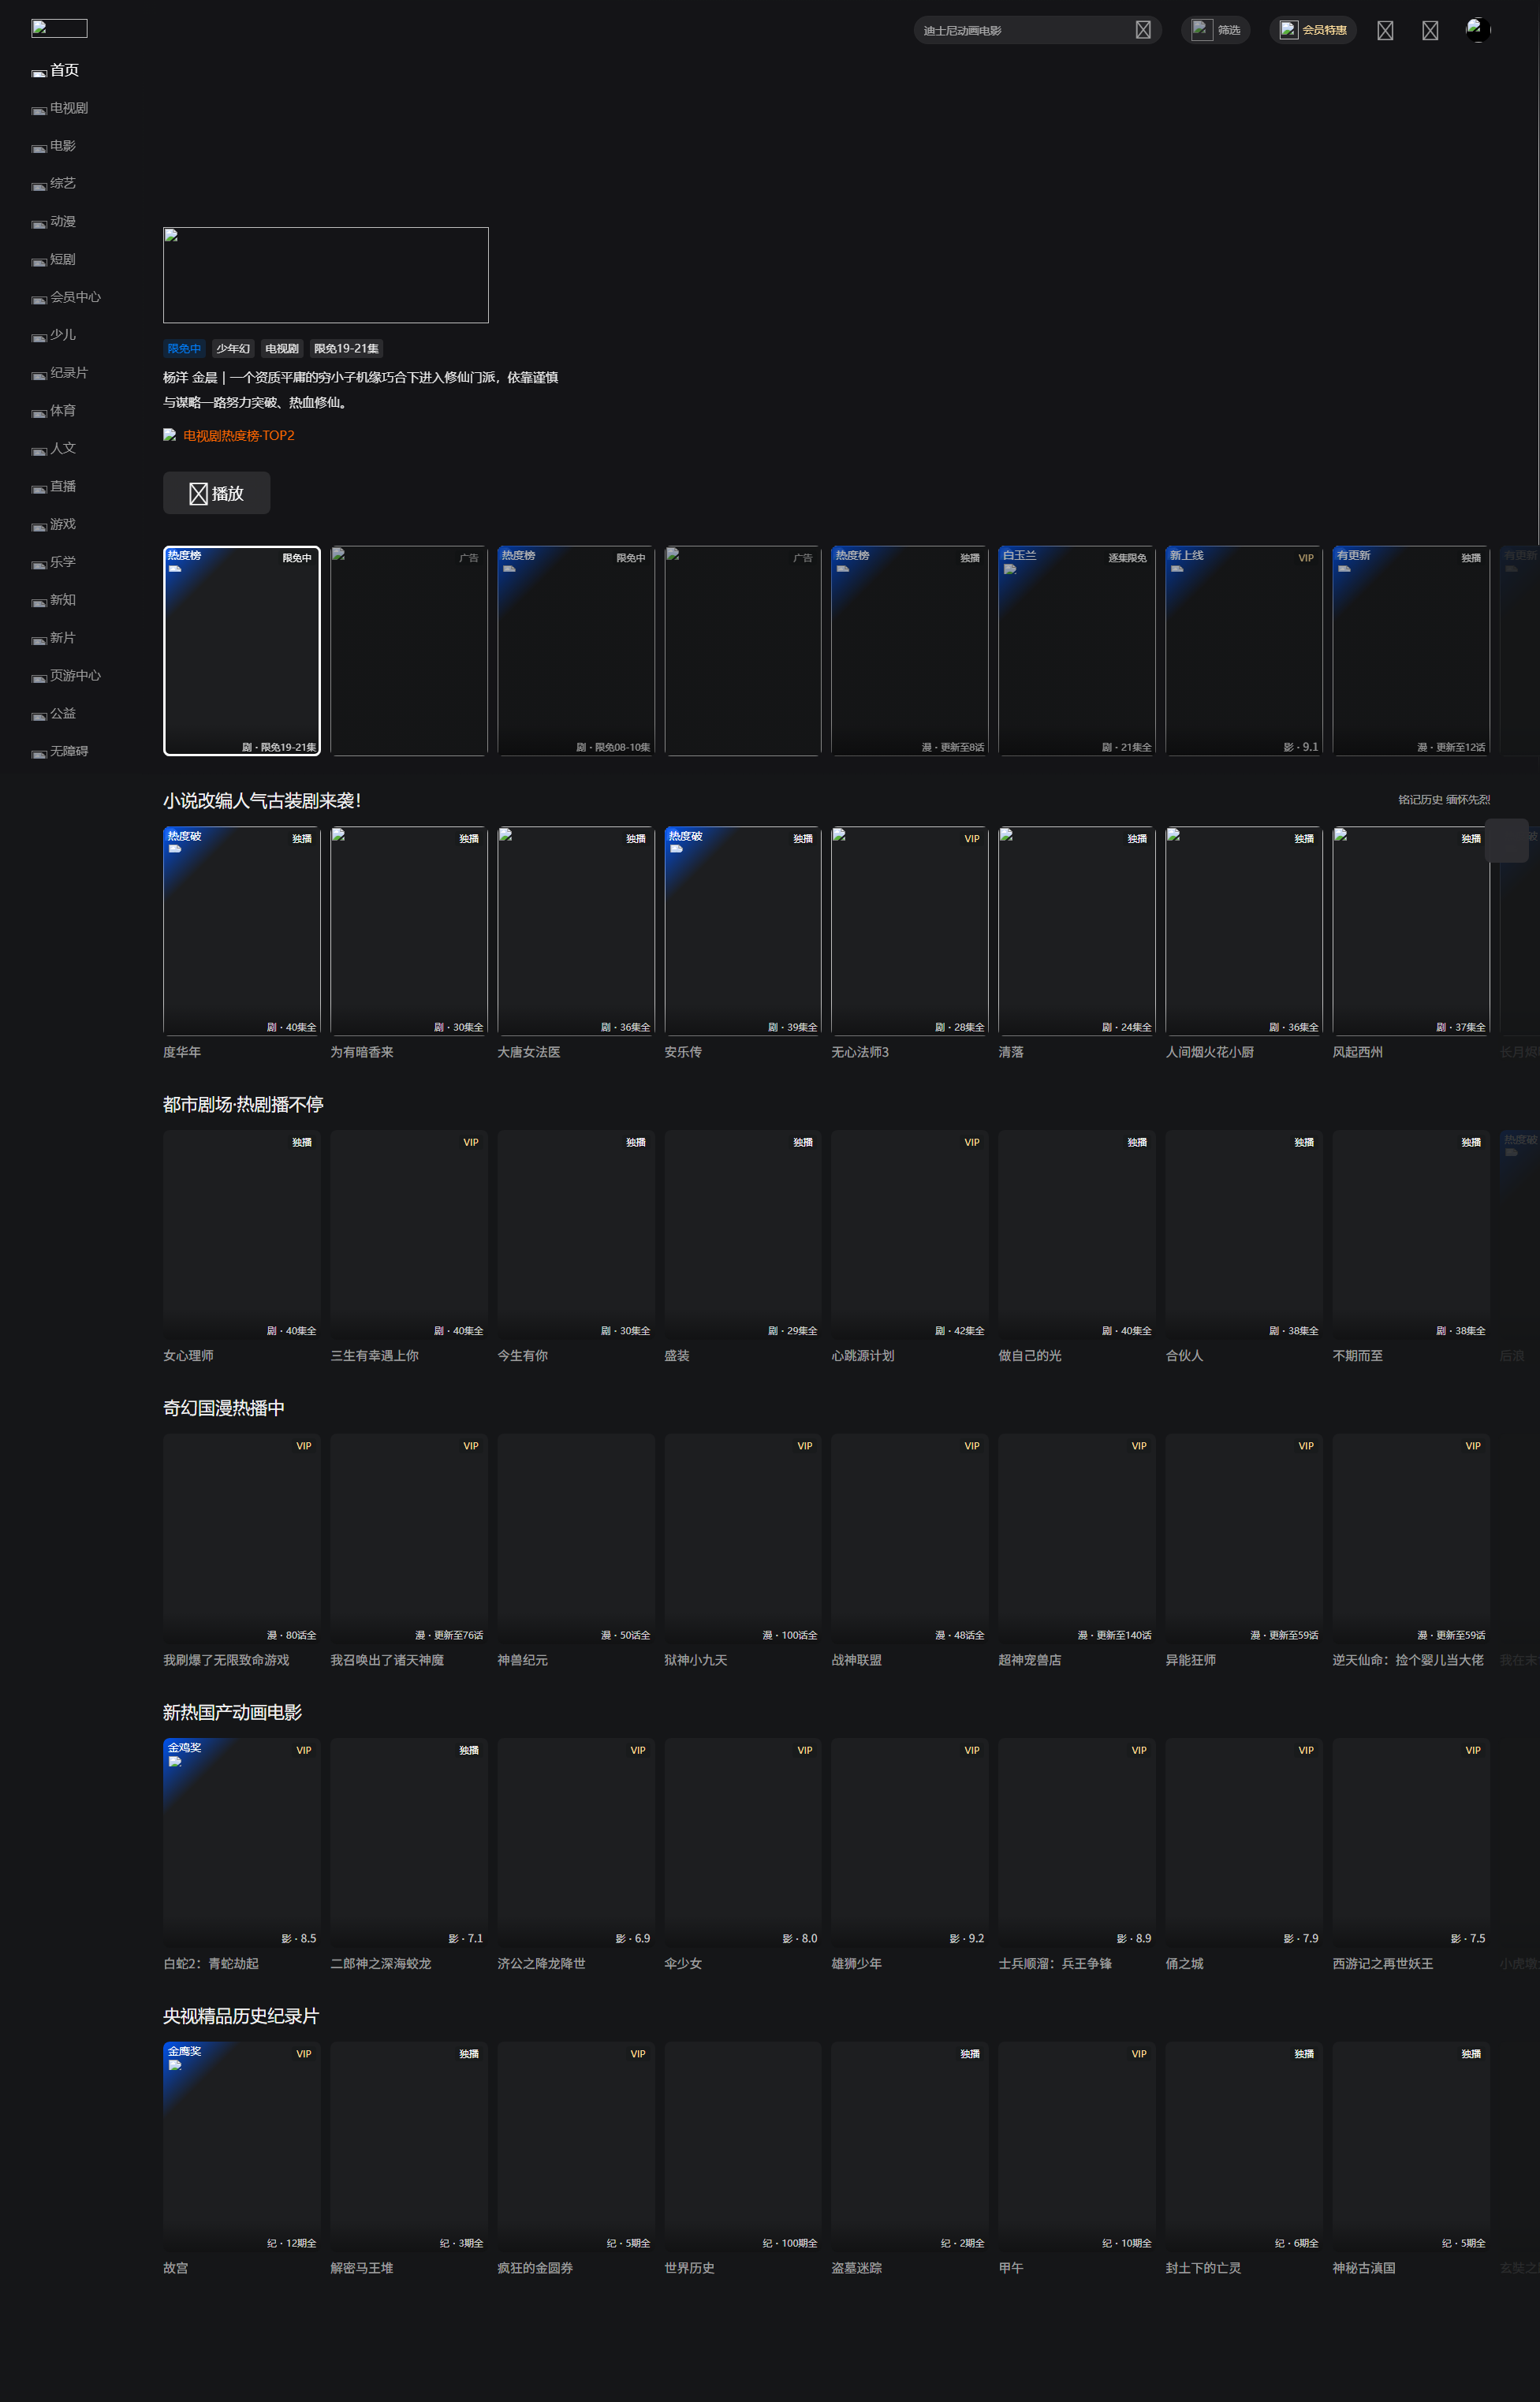 迪士尼动画电影
筛选
会员特惠
首页
电视剧
电影
综艺
动漫
短剧
会员中心
少儿
纪录片
体育
人文
直播
游戏
乐学
新知
新片
页游中心
公益
无障碍
限免中 少年幻 电视剧 限免19-21集
杨洋 金晨 | 一个资质平庸的穷小子机缘巧合下进入修仙门派，依靠谨慎
与谋略一路努力突破、热血修仙。
电视剧热度榜·TOP2
播放
热度榜 限免中 广告 热度榜 限免中 广告 热度榜 独播 白玉兰 逐集限免 新上线 VIP 有更新 独播 有更新
剧・限免19-21集 剧・限免08-10集 漫・更新至8话 剧・21集全 影・9.1 漫・更新至12话
小说改编人气古装剧来袭！
铭记历史 缅怀先烈
热度破 独播 独播 独播 热度破 独播 VIP 独播 独播 独播
剧・40集全 剧・30集全 剧・36集全 剧・39集全 剧・28集全 剧・24集全 剧・36集全 剧・37集全
度华年 为有暗香来 大唐女法医 安乐传 无心法师3 清落 人间烟火花小厨 风起西州 长月烬
都市剧场·热剧播不停
独播 VIP 独播 独播 VIP 独播 独播 独播 热度破
剧・40集全 剧・40集全 剧・30集全 剧・29集全 剧・42集全 剧・40集全 剧・38集全 剧・38集全
女心理师 三生有幸遇上你 今生有你 盛装 心跳源计划 做自己的光 合伙人 不期而至 后浪
奇幻国漫热播中
VIP VIP VIP VIP VIP VIP VIP
漫・80话全 漫・更新至76话 漫・50话全 漫・100话全 漫・48话全 漫・更新至140话 漫・更新至59话 漫・更新至59话
我刷爆了无限致命游戏 我召唤出了诸天神魔 神兽纪元 狱神小九天 战神联盟 超神宠兽店 异能狂师 逆天仙命：捡个婴儿当大佬 我在末
新热国产动画电影
金鸡奖 VIP 独播 VIP VIP VIP VIP VIP VIP
影・8.5 影・7.1 影・6.9 影・8.0 影・9.2 影・8.9 影・7.9 影・7.5
白蛇2：青蛇劫起 二郎神之深海蛟龙 济公之降龙降世 伞少女 雄狮少年 士兵顺溜：兵王争锋 俑之城 西游记之再世妖王 小虎墩
央视精品历史纪录片
金鹰奖 VIP 独播 VIP 独播 VIP 独播 独播
纪・12期全 纪・3期全 纪・5期全 纪・100期全 纪・2期全 纪・10期全 纪・6期全 纪・5期全
故宫 解密马王堆 疯狂的金圆券 世界历史 盗墓迷踪 甲午 封土下的亡灵 神秘古滇国 玄奘之